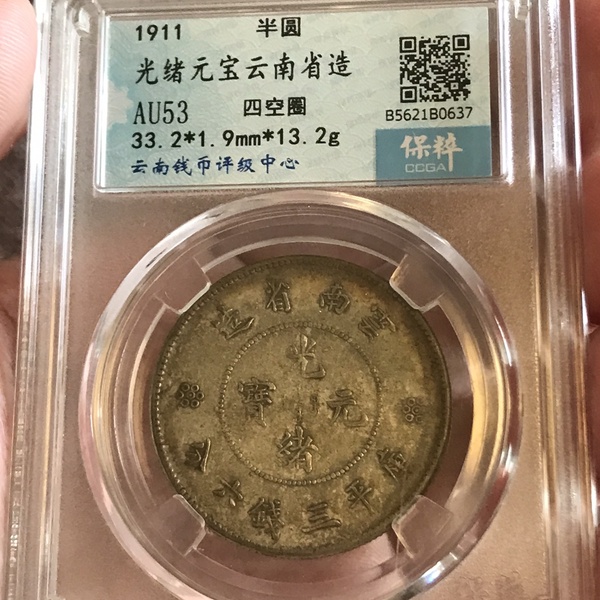 1911 半圆
光绪元宝云南省造
AU53 四空圈
B5621B0637
33.2*1.9mm*13.2g
保粹
CCGA
云南钱币评级中心
造省南雲
光
寶 元
緒
庫平三錢六分